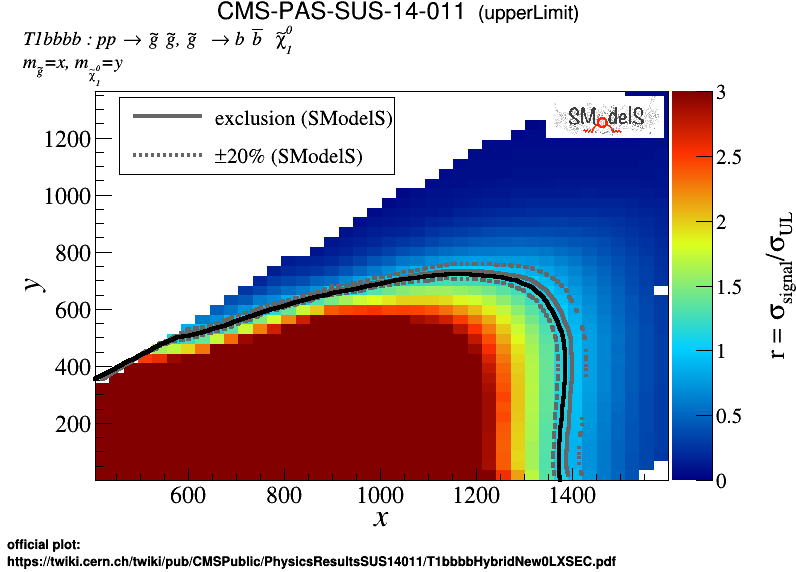 CMS-PAS-SUS-14-011 (upperLimit)
T1bbbb : pp → g̃ g̃, g̃ → b b̅ χ̃₁⁰
m_g̃=x, m_χ̃₁⁰=y
exclusion (SModelS)
±20% (SModelS)
SModelS
1200
1000
800
600
400
200
y
600
800
1000
1200
1400
x
3
2.5
2
1.5
1
0.5
0
r = σ_signal/σ_UL
official plot:
https://twiki.cern.ch/twiki/pub/CMSPublic/PhysicsResultsSUS14011/T1bbbbHybridNew0LXSEC.pdf